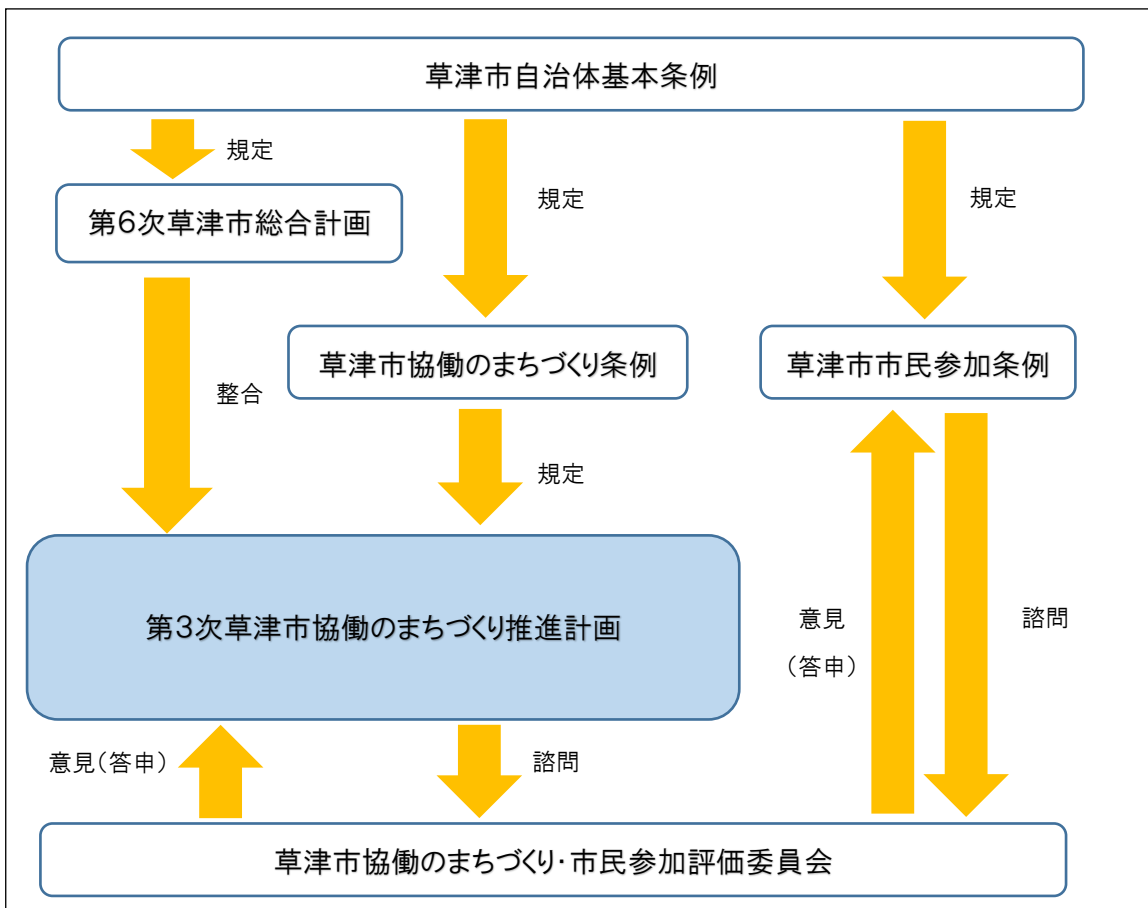 草津市自治体基本条例
規定
規定
規定
第6次草津市総合計画
草津市協働のまちづくり条例
草津市市民参加条例
整合
規定
第3次草津市協働のまちづくり推進計画
意見
（答申）
諮問
意見（答申）
諮問
草津市協働のまちづくり・市民参加評価委員会